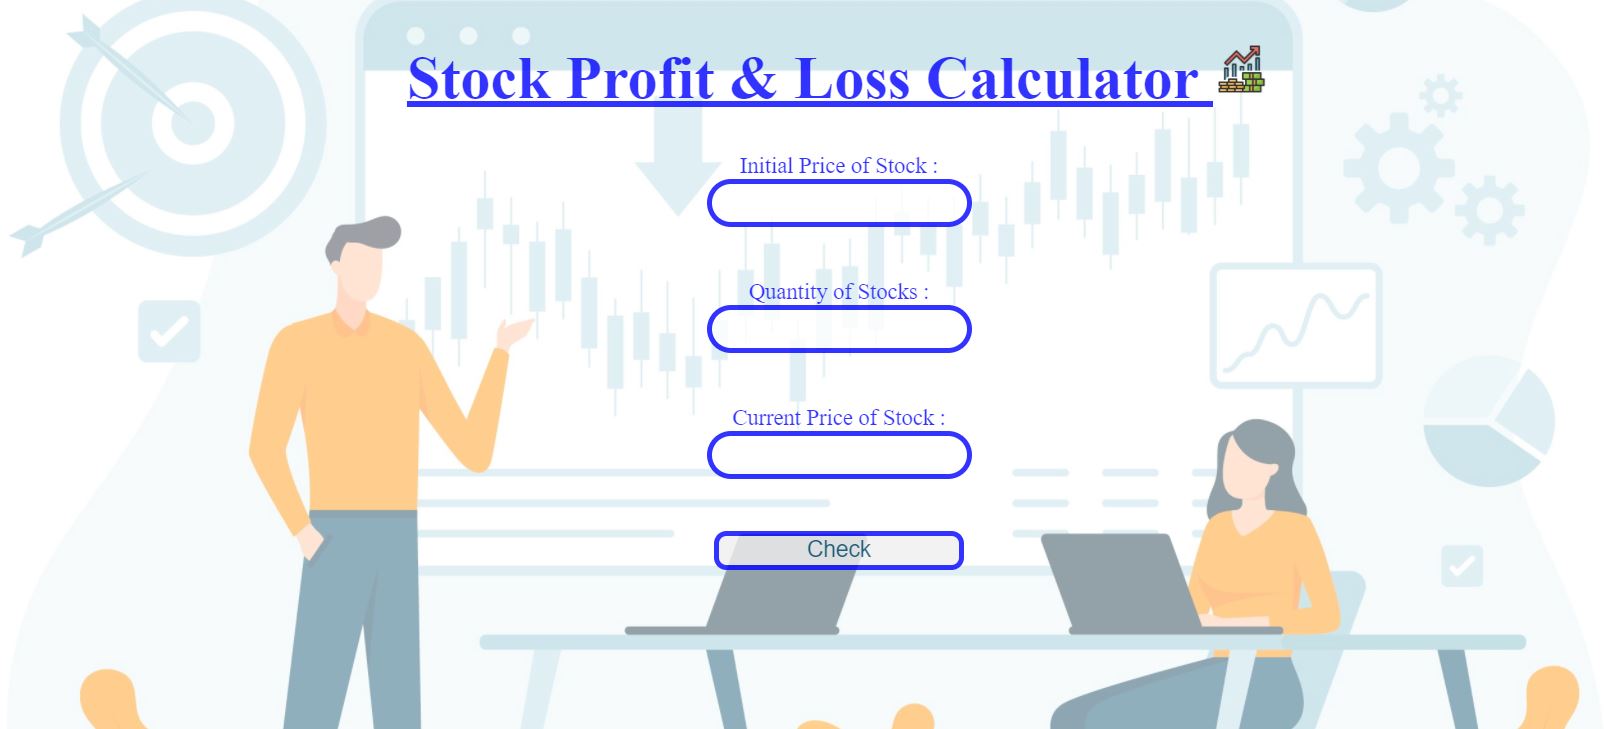 Stock Profit & Loss Calculator
Initial Price of Stock :
Quantity of Stocks :
Current Price of Stock :
Check